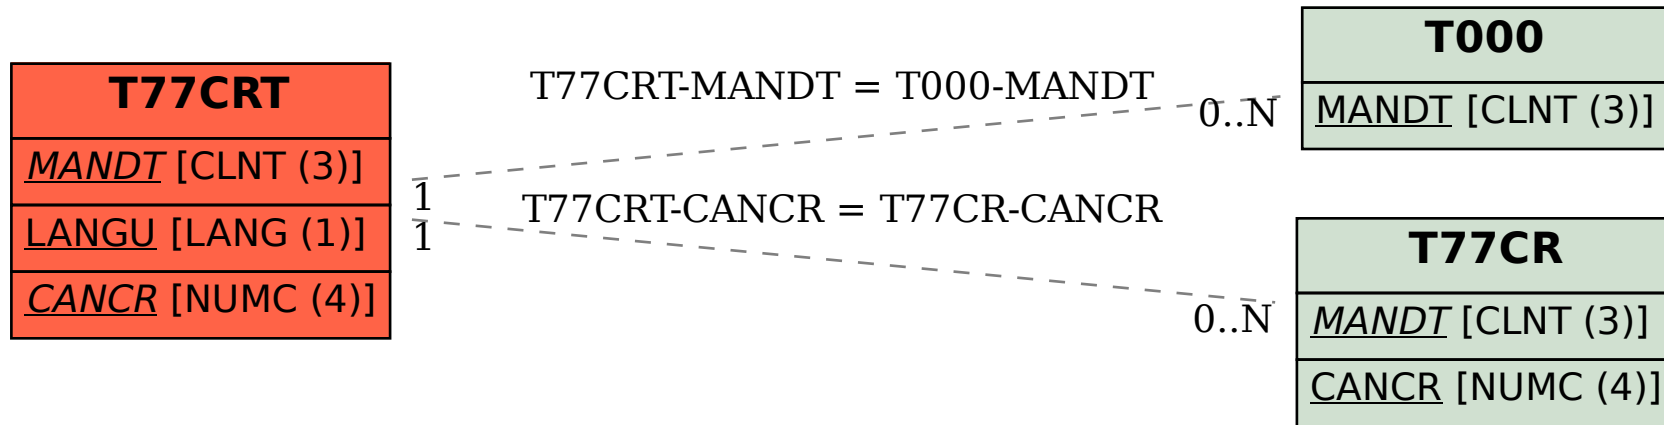 T77CRT
MANDT [CLNT (3)]
LANGU [LANG (1)]
CANCR [NUMC (4)]
T77CRT-MANDT = T000-MANDT
0..N
1
T77CRT-CANCR = T77CR-CANCR
1
0..N
T000
MANDT [CLNT (3)]
T77CR
MANDT [CLNT (3)]
CANCR [NUMC (4)]